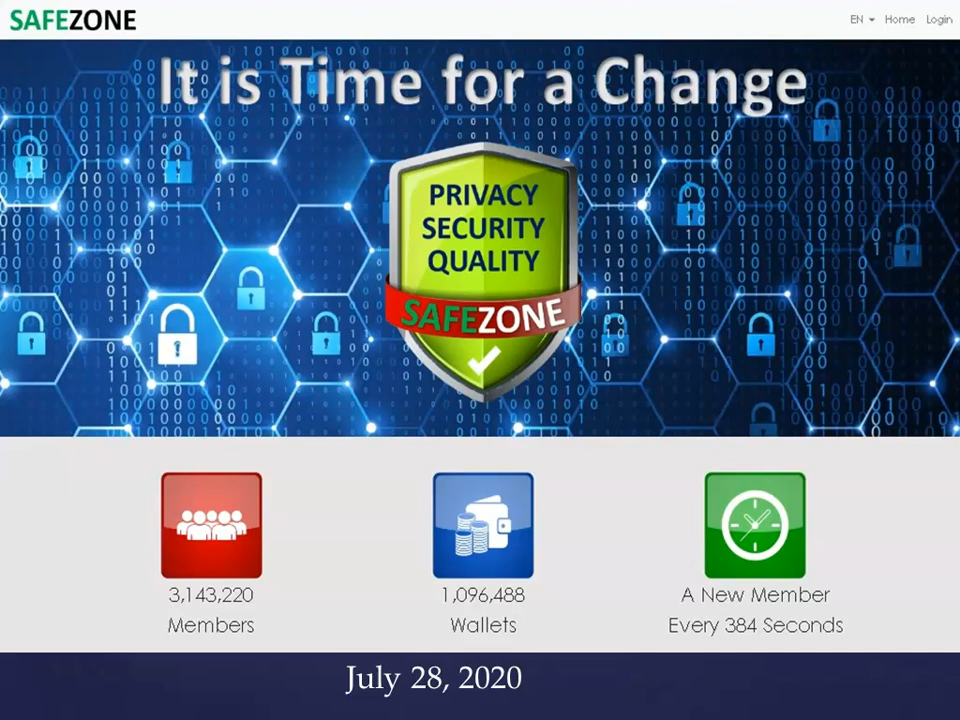 SAFEZONE
EN Home Login
It is Time for a Change
PRIVACY
SECURITY
QUALITY
SAFEZONE
3,143,220
Members
1,096,488
Wallets
A New Member
Every 384 Seconds
July 28, 2020